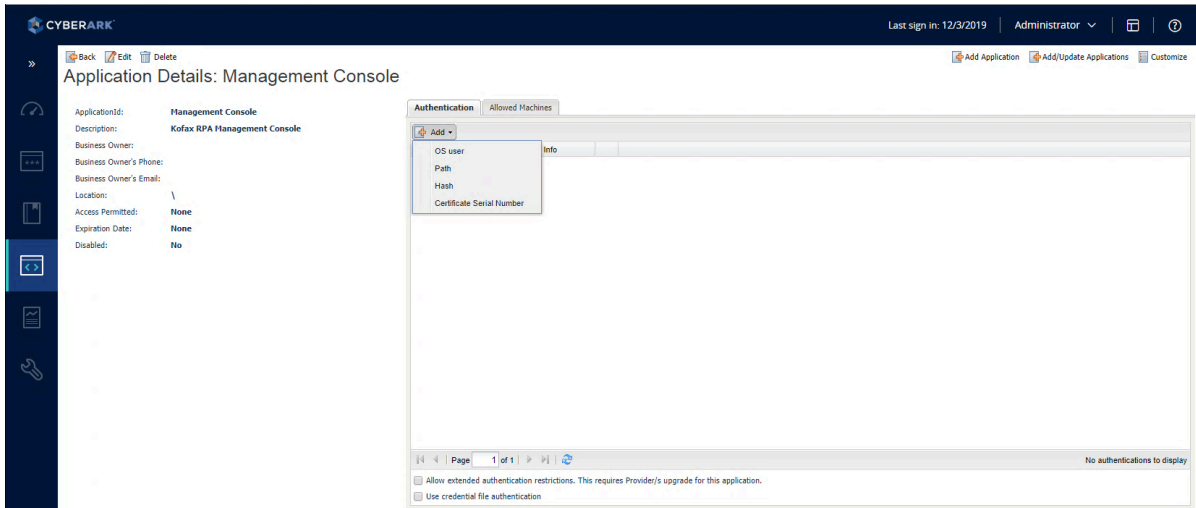 CYBERARK
Last sign in: 12/3/2019
Administrator
Back Edit Delete
Add Application Add/Update Applications Customize
Application Details: Management Console
ApplicationId: Management Console
Description: Kofax RPA Management Console
Business Owner:
Business Owner's Phone:
Business Owner's Email:
Location: \
Access Permitted: None
Expiration Date: None
Disabled: No
Authentication Allowed Machines
Add
Info
OS user
Path
Hash
Certificate Serial Number
Page 1 of 1
No authentications to display
Allow extended authentication restrictions. This requires Provider/s upgrade for this application.
Use credential file authentication